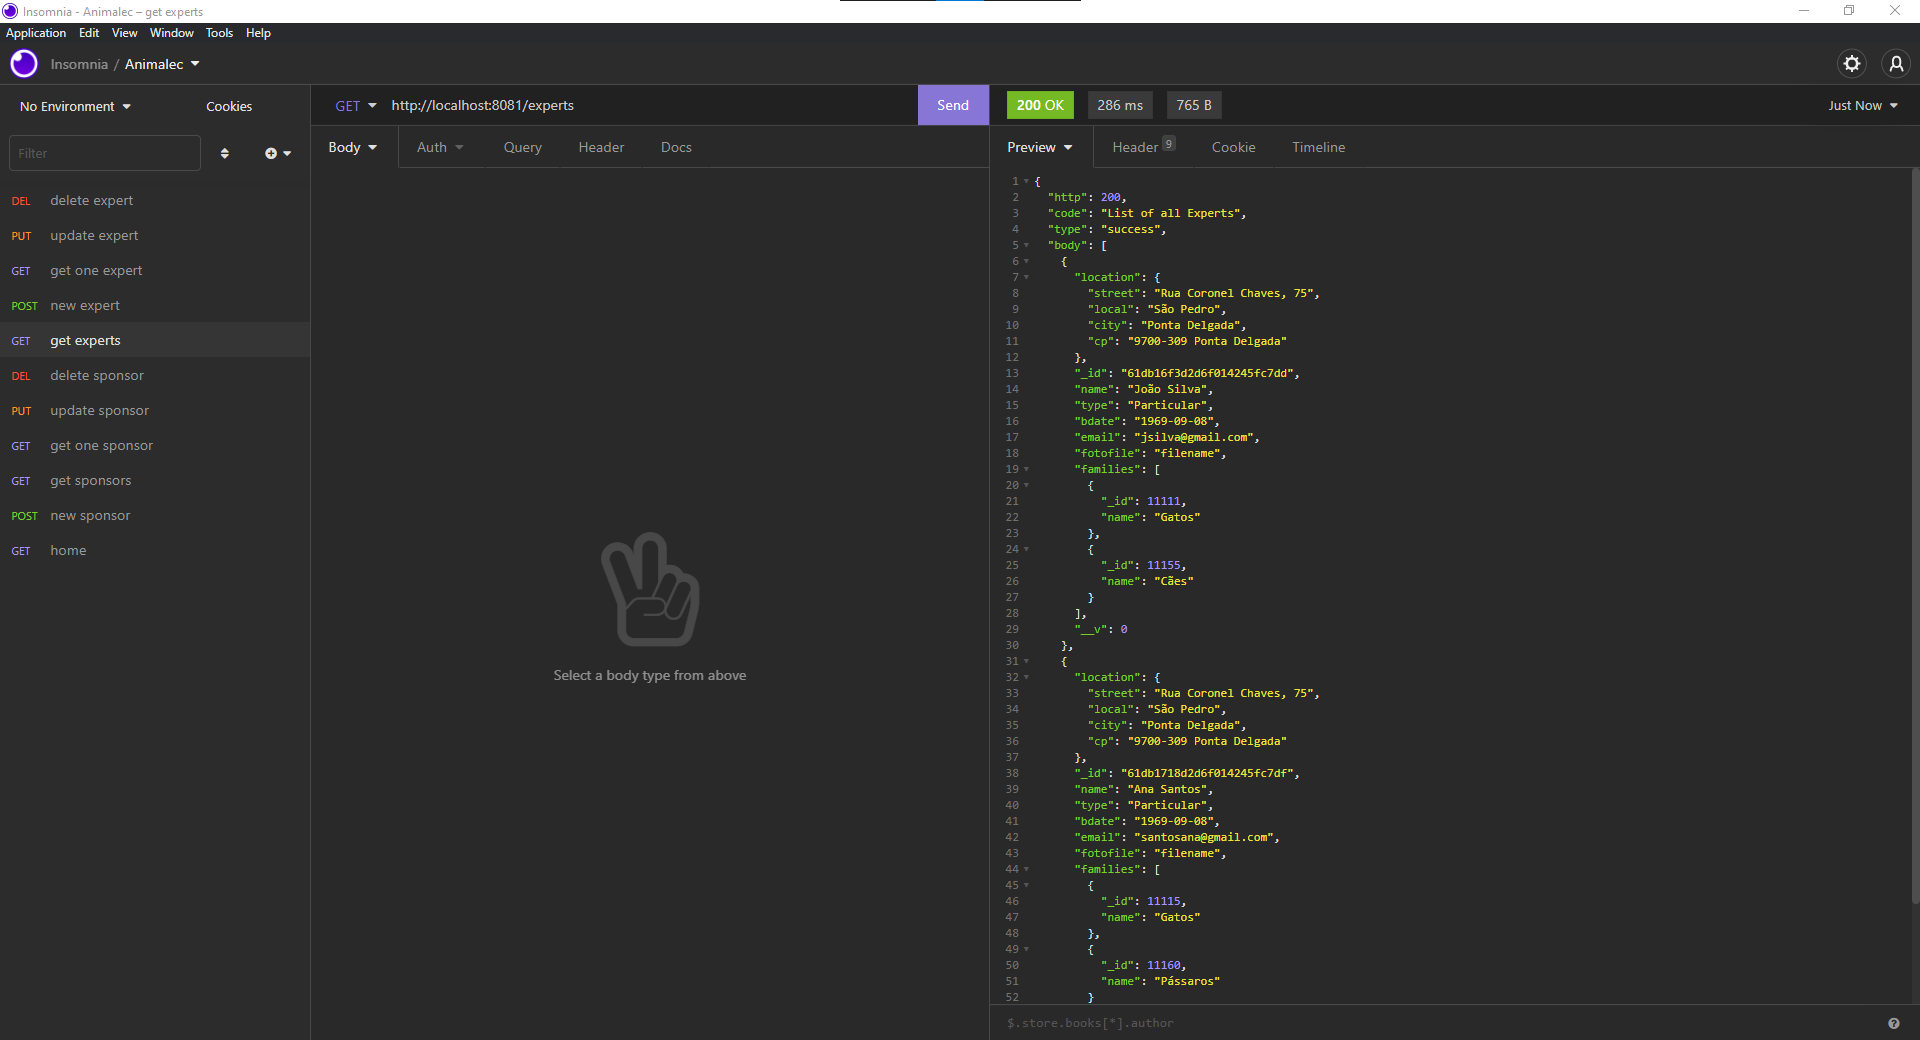 Insomnia - Animalec – get experts
Application Edit View Window Tools Help
Insomnia / Animalec
No Environment Cookies
Filter
DEL delete expert
PUT update expert
GET get one expert
POST new expert
GET get experts
DEL delete sponsor
PUT update sponsor
GET get one sponsor
GET get sponsors
POST new sponsor
GET home
GET http://localhost:8081/experts Send
Body Auth Query Header Docs
Select a body type from above
200 OK 286 ms 765 B Just Now
Preview Header 9 Cookie Timeline
1 {
2 "http": 200,
3 "code": "List of all Experts",
4 "type": "success",
5 "body": [
6 {
7 "location": {
8 "street": "Rua Coronel Chaves, 75",
9 "local": "São Pedro",
10 "city": "Ponta Delgada",
11 "cp": "9700-309 Ponta Delgada"
12 },
13 "_id": "61db16f3d2d6f014245fc7dd",
14 "name": "João Silva",
15 "type": "Particular",
16 "bdate": "1969-09-08",
17 "email": "jsilva@gmail.com",
18 "fotofile": "filename",
19 "families": [
20 {
21 "_id": 11111,
22 "name": "Gatos"
23 },
24 {
25 "_id": 11155,
26 "name": "Cães"
27 }
28 ],
29 "__v": 0
30 },
31 {
32 "location": {
33 "street": "Rua Coronel Chaves, 75",
34 "local": "São Pedro",
35 "city": "Ponta Delgada",
36 "cp": "9700-309 Ponta Delgada"
37 },
38 "_id": "61db1718d2d6f014245fc7df",
39 "name": "Ana Santos",
40 "type": "Particular",
41 "bdate": "1969-09-08",
42 "email": "santosana@gmail.com",
43 "fotofile": "filename",
44 "families": [
45 {
46 "_id": 11115,
47 "name": "Gatos"
48 },
49 {
50 "_id": 11160,
51 "name": "Pássaros"
52 }
$.store.books[*].author